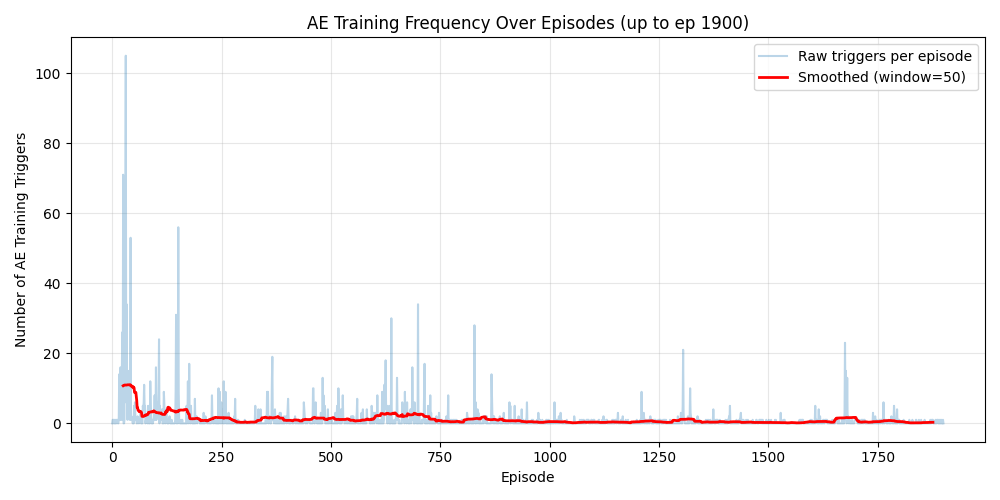 AE Training Frequency Over Episodes (up to ep 1900)
Raw triggers per episode
Smoothed (window=50)
Number of AE Training Triggers
100
80
60
40
20
0
0 250 500 750 1000 1250 1500 1750
Episode